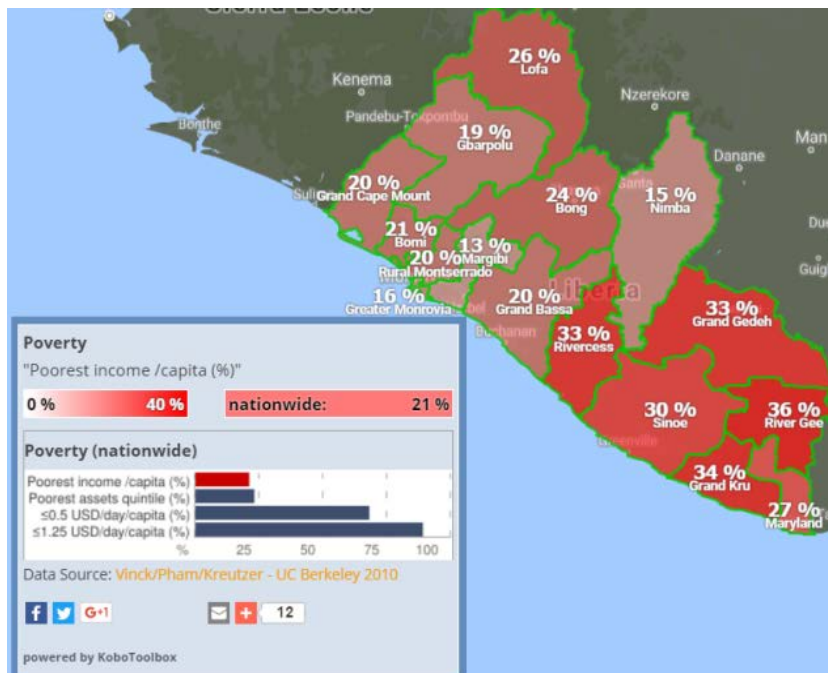 Kenema
Nzerekore
Pandebu-Tokpombu
Bonthe
Danane
26 %
Lofa
19 %
Gbarpolu
20 %
Grand Cape Mount
24 %
Bong
15 %
Nimba
21 %
Bomi
13 %
Margibi
20 %
Rural Montserrado
16 %
Greater Monrovia
20 %
Grand Bassa
Liberia
Buchanan
33 %
Rivercess
33 %
Grand Gedeh
30 %
Sinoe
Greenville
36 %
River Gee
34 %
Grand Kru
27 %
Maryland
Poverty
"Poorest income /capita (%)"
0 % 40 % nationwide: 21 %
Poverty (nationwide)
Poorest income /capita (%)
Poorest assets quintile (%)
≤0.5 USD/day/capita (%)
≤1.25 USD/day/capita (%)
% 25 50 75 100
Data Source: Vinck/Pham/Kreutzer - UC Berkeley 2010
f G+1 + 12
powered by KoboToolbox